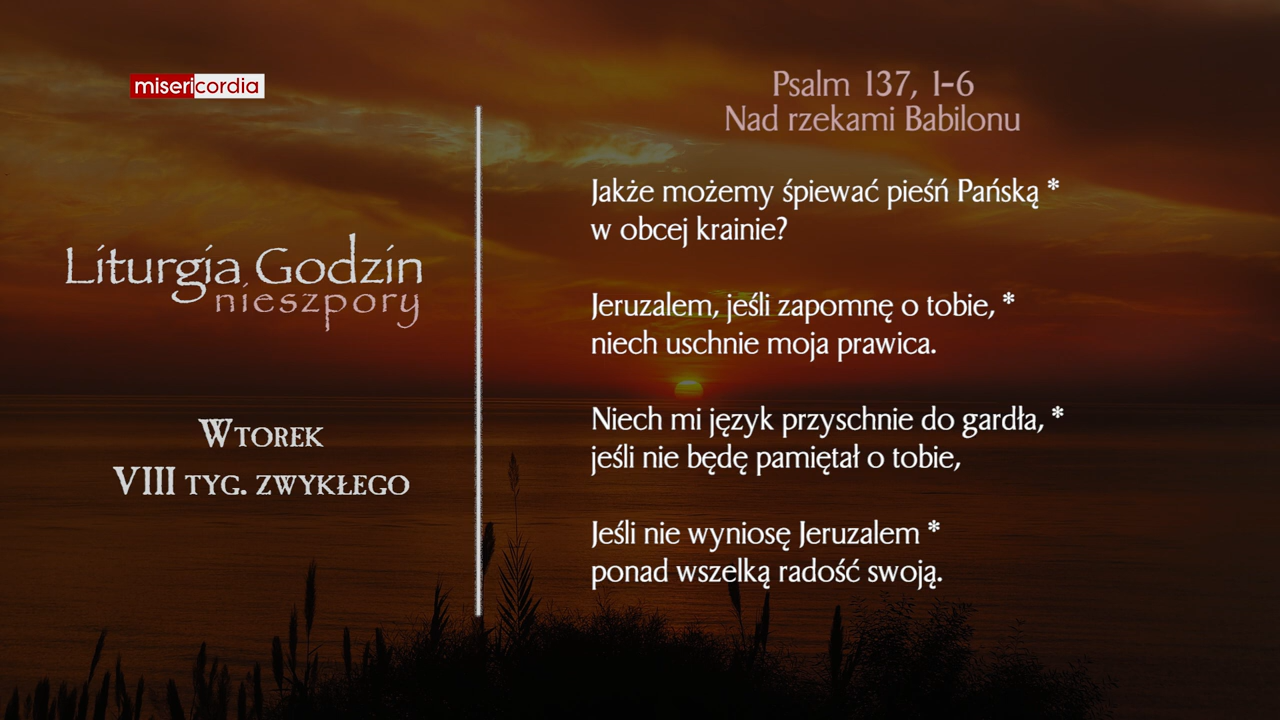 misericordia
Liturgia Godzin
nieszpory
Wtorek
VIII tyg. zwykłego
Psalm 137, 1-6
Nad rzekami Babilonu
Jakże możemy śpiewać pieśń Pańską *
w obcej krainie?
Jeruzalem, jeśli zapomnę o tobie, *
niech uschnie moja prawica.
Niech mi język przyschnie do gardła, *
jeśli nie będę pamiętał o tobie,
Jeśli nie wyniosę Jeruzalem *
ponad wszelką radość swoją.